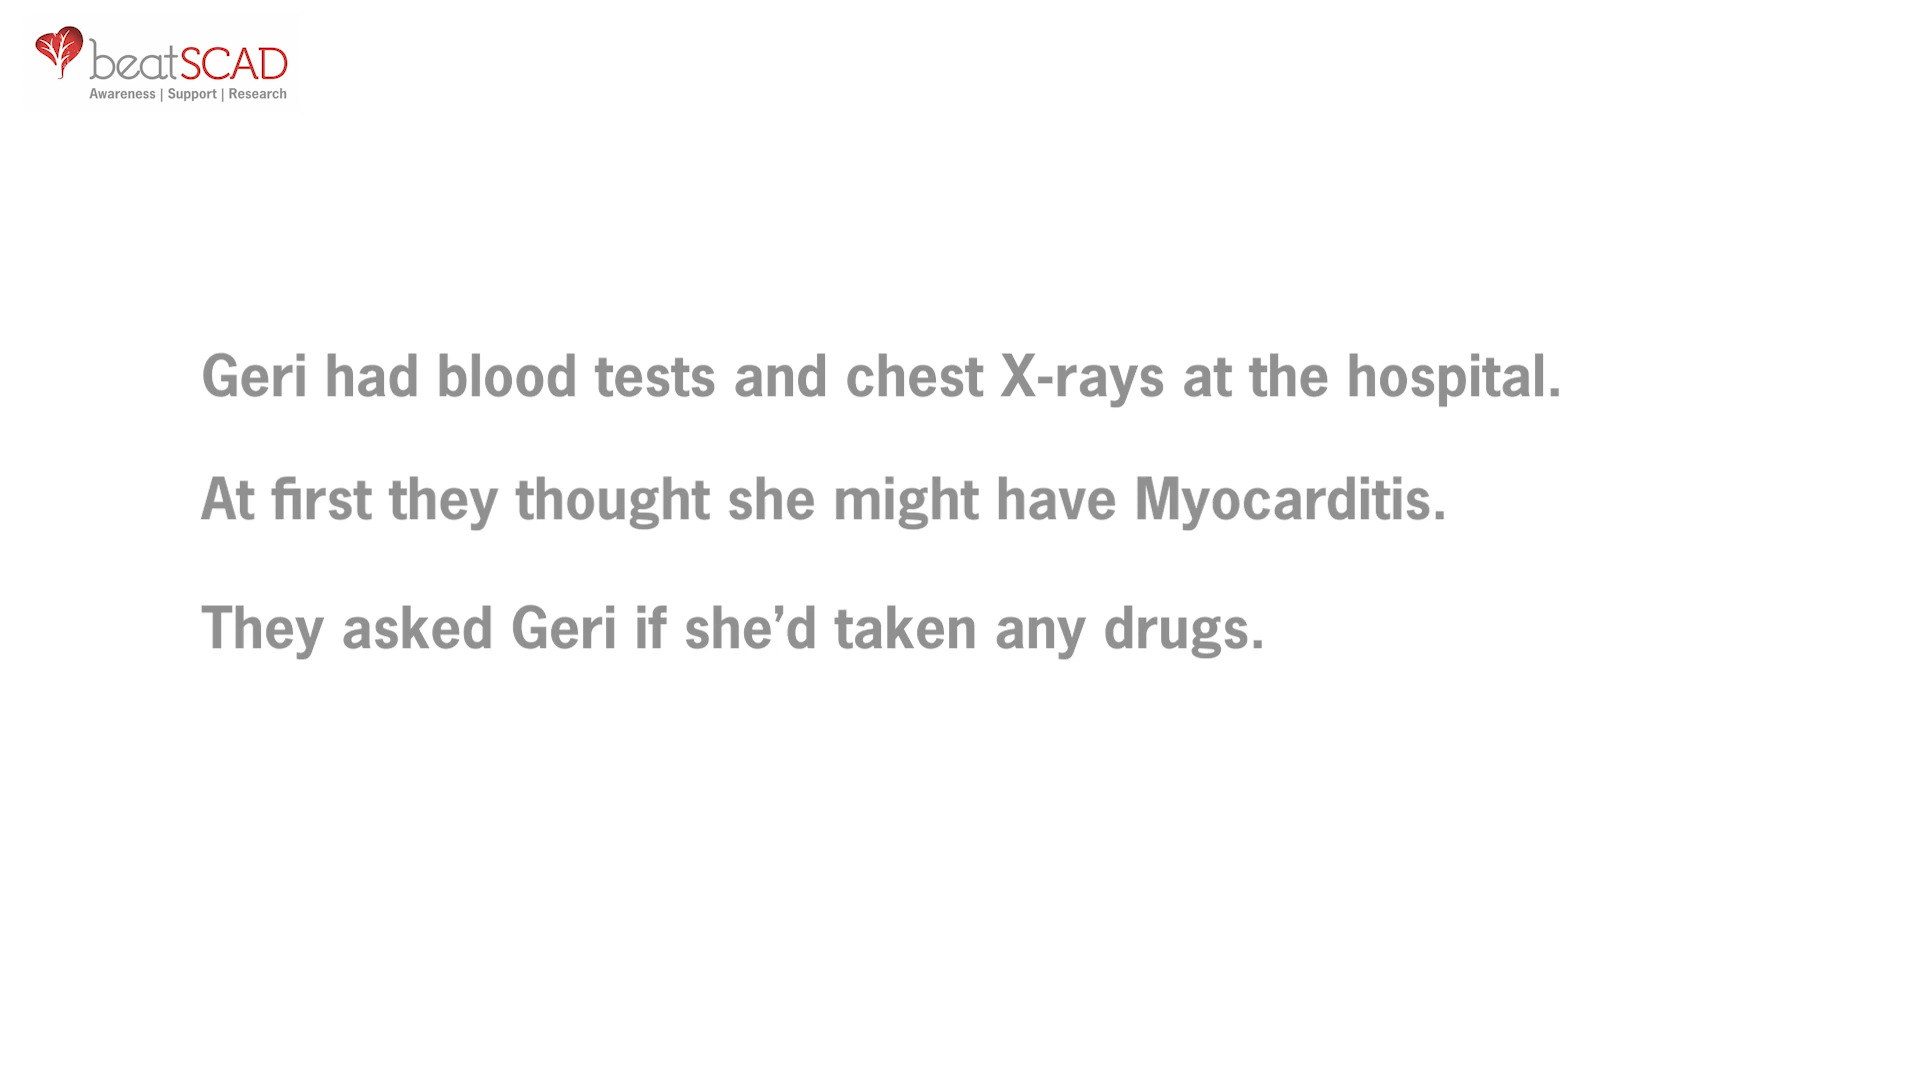 beatSCAD
Awareness | Support | Research
Geri had blood tests and chest X-rays at the hospital.
At first they thought she might have Myocarditis.
They asked Geri if she’d taken any drugs.